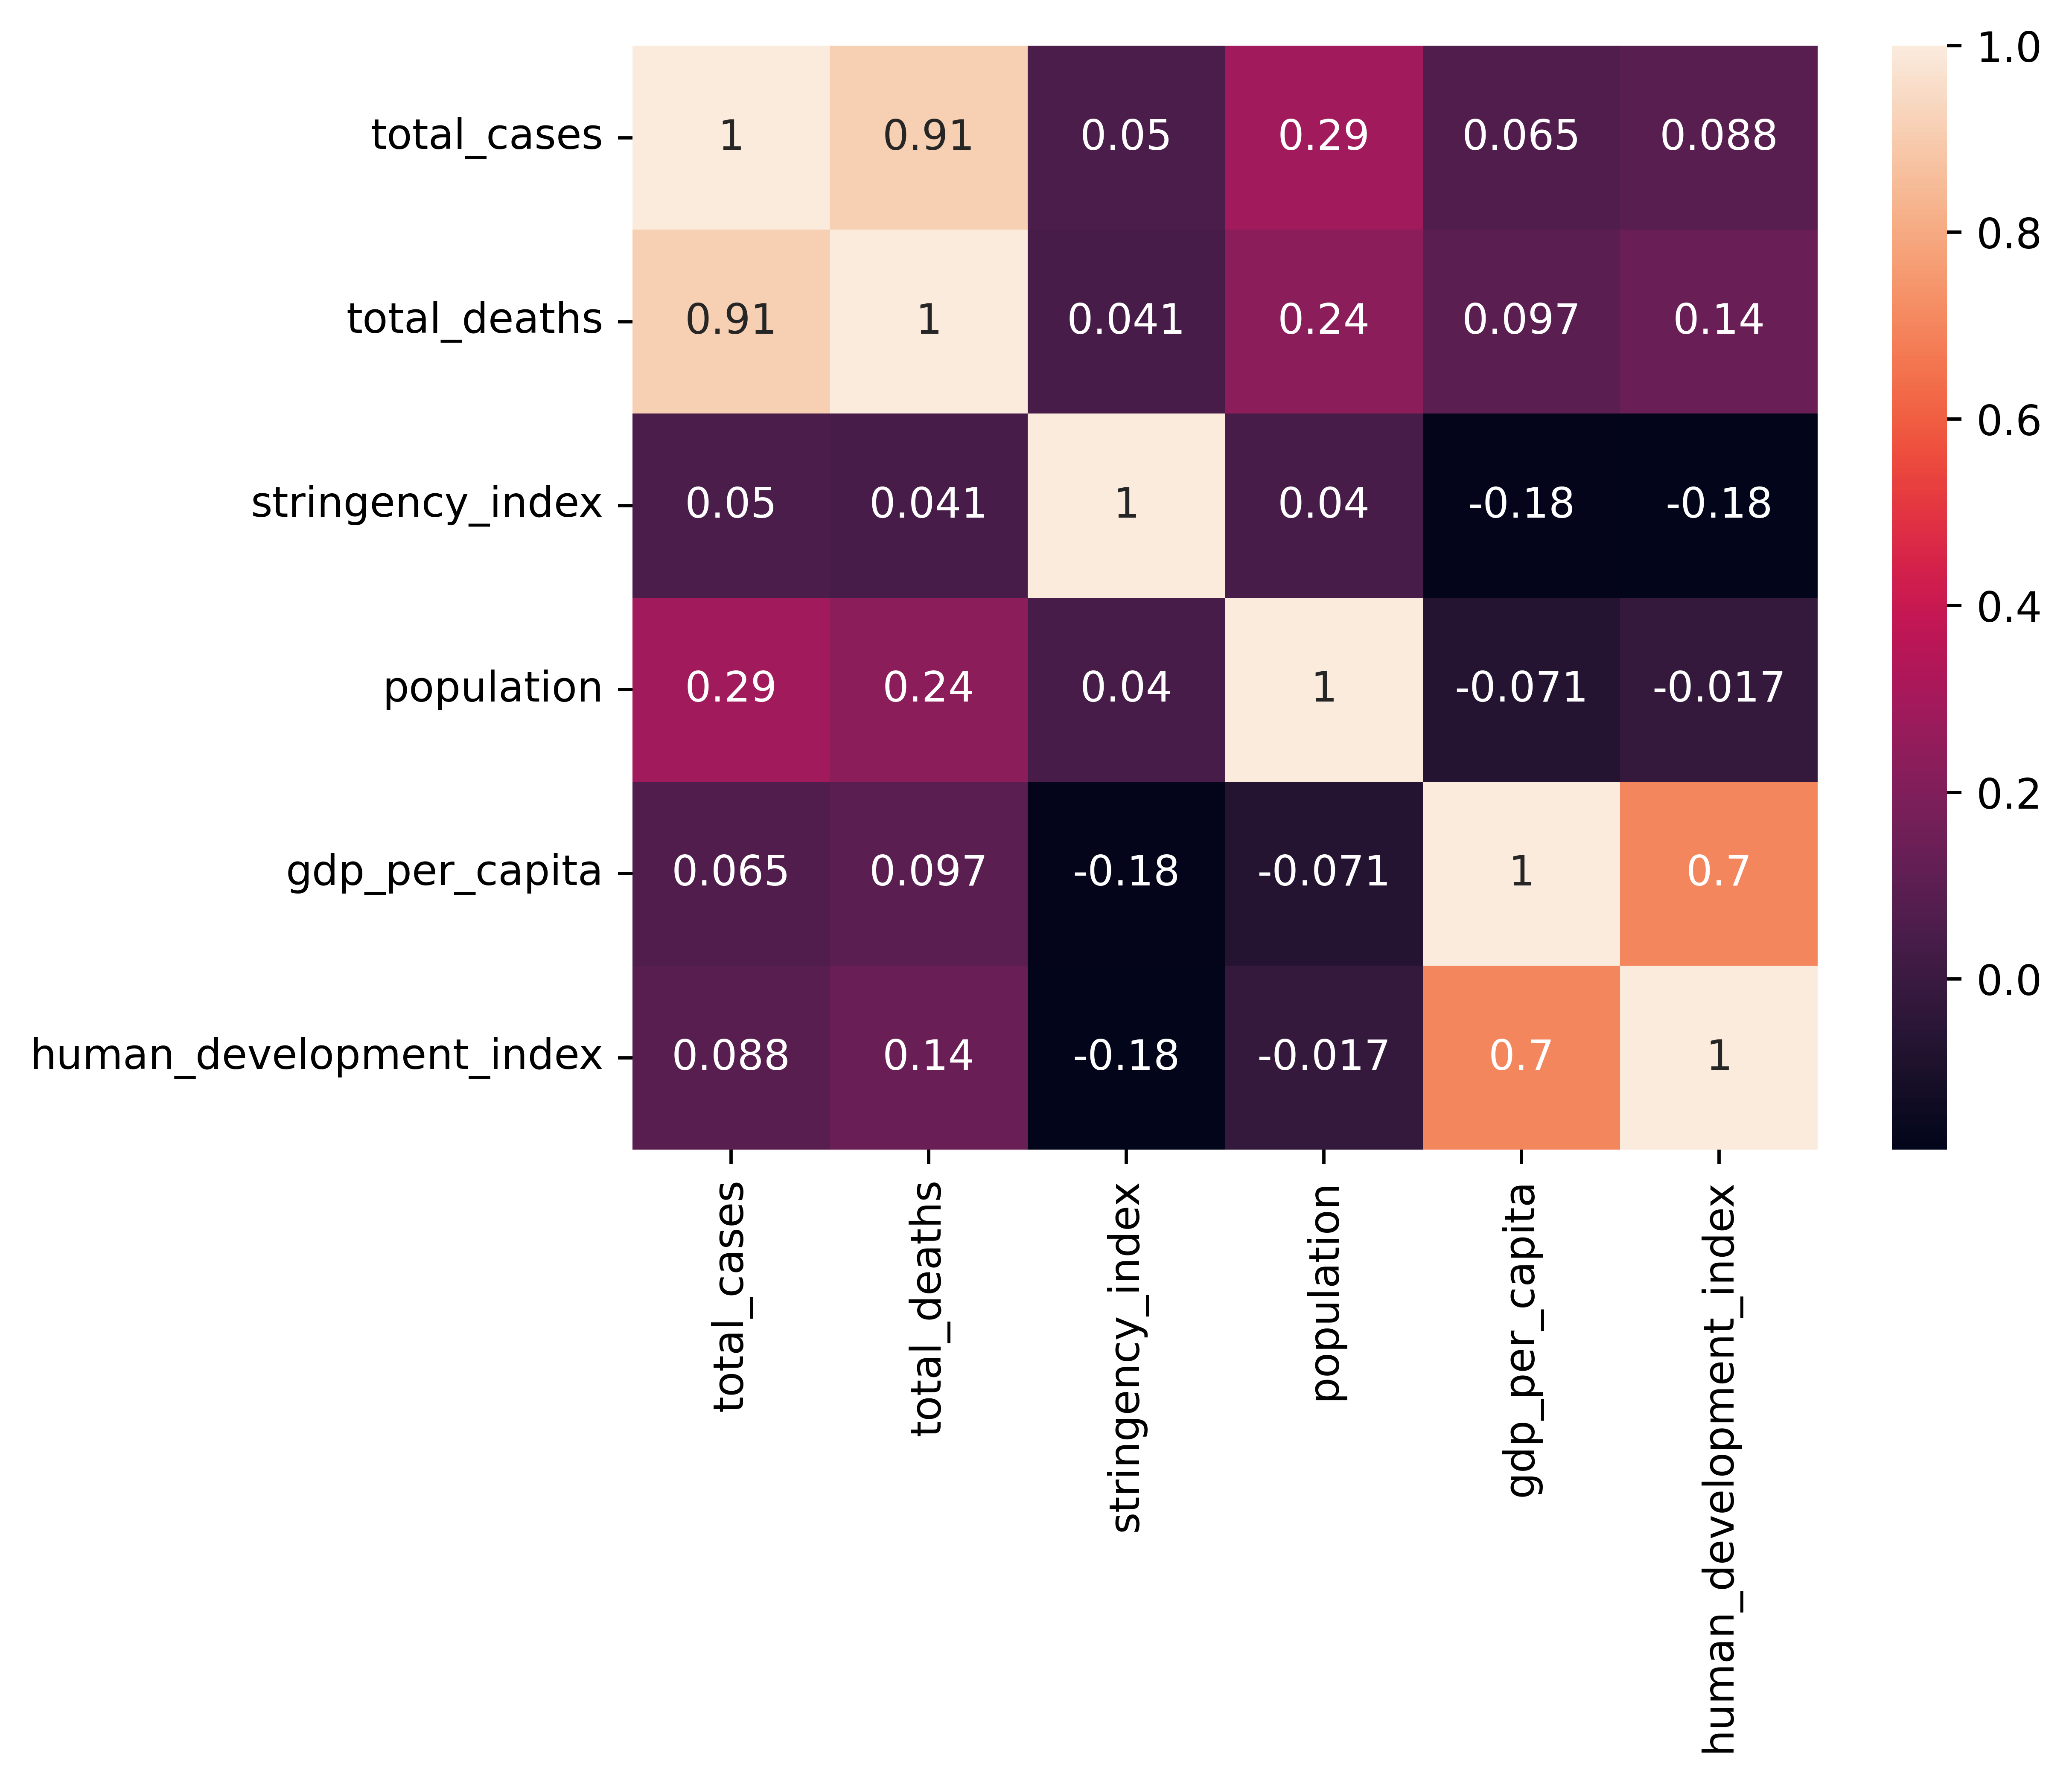 total_cases 1 0.91 0.05 0.29 0.065 0.088
total_deaths 0.91 1 0.041 0.24 0.097 0.14
stringency_index 0.05 0.041 1 0.04 -0.18 -0.18
population 0.29 0.24 0.04 1 -0.071 -0.017
gdp_per_capita 0.065 0.097 -0.18 -0.071 1 0.7
human_development_index 0.088 0.14 -0.18 -0.017 0.7 1
total_cases
total_deaths
stringency_index
population
gdp_per_capita
human_development_index
1.0
0.8
0.6
0.4
0.2
0.0